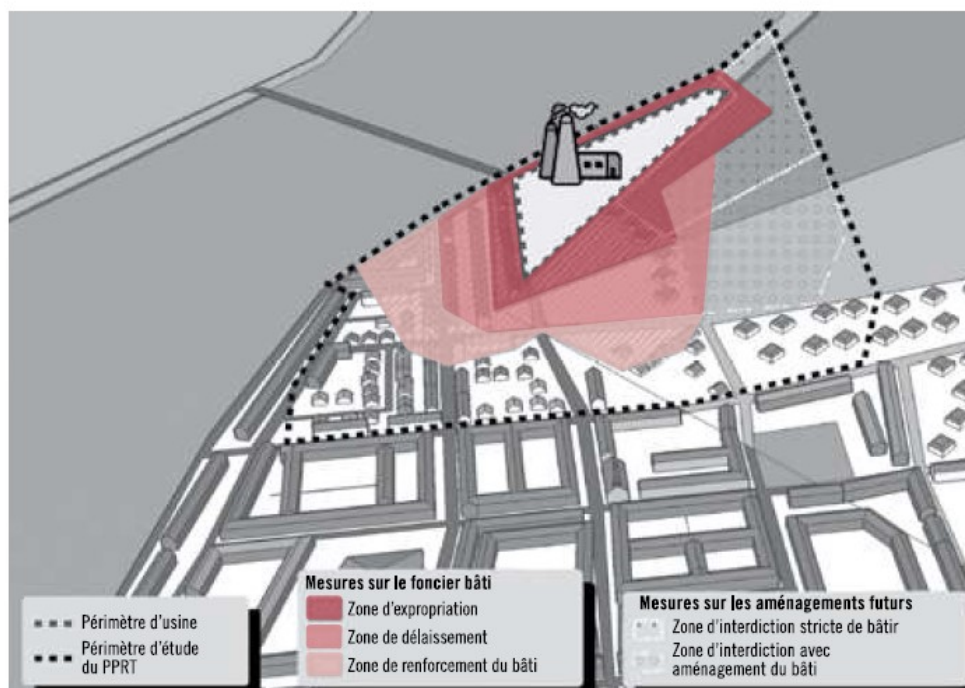 Périmètre d'usine
Périmètre d'étude
du PPRT
Mesures sur le foncier bâti
Zone d'expropriation
Zone de délaissement
Zone de renforcement du bâti
Mesures sur les aménagements futurs
Zone d'interdiction stricte de bâtir
Zone d'interdiction avec
aménagement du bâti